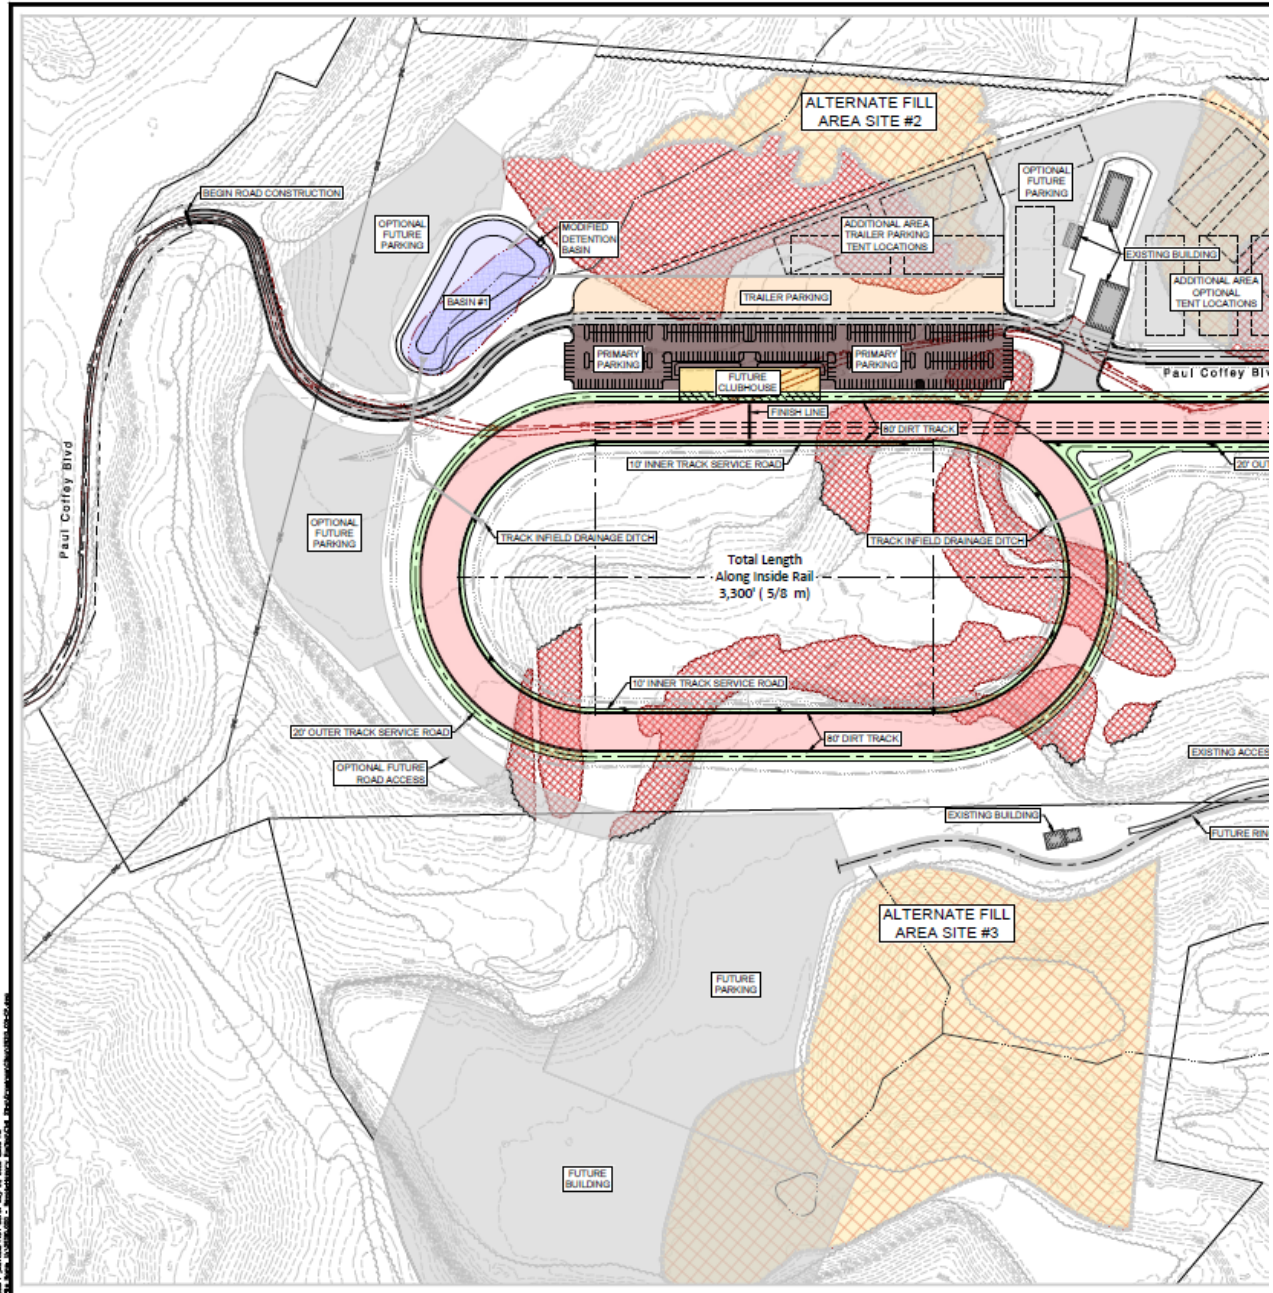 ALTERNATE FILL
AREA SITE #2
BEGIN ROAD CONSTRUCTION
OPTIONAL
FUTURE
PARKING
MODIFIED
DETENTION
BASIN
ADDITIONAL AREA
TRAILER PARKING
TENT LOCATIONS
OPTIONAL
FUTURE
PARKING
EXISTING BUILDING
ADDITIONAL AREA
OPTIONAL
TENT LOCATIONS
BASIN #1
TRAILER PARKING
PRIMARY
PARKING
FUTURE
CLUBHOUSE
PRIMARY
PARKING
Paul Coffey Blv
FINISH LINE
80' DIRT TRACK
10' INNER TRACK SERVICE ROAD
20' OUT
Paul Coffey Blvd
OPTIONAL
FUTURE
PARKING
TRACK INFIELD DRAINAGE DITCH
TRACK INFIELD DRAINAGE DITCH
Total Length
Along Inside Rail
3,300' ( 5/8 m)
10' INNER TRACK SERVICE ROAD
20' OUTER TRACK SERVICE ROAD
80' DIRT TRACK
OPTIONAL FUTURE
ROAD ACCESS
EXISTING ACCES
EXISTING BUILDING
FUTURE RIN
ALTERNATE FILL
AREA SITE #3
FUTURE
PARKING
FUTURE
BUILDING